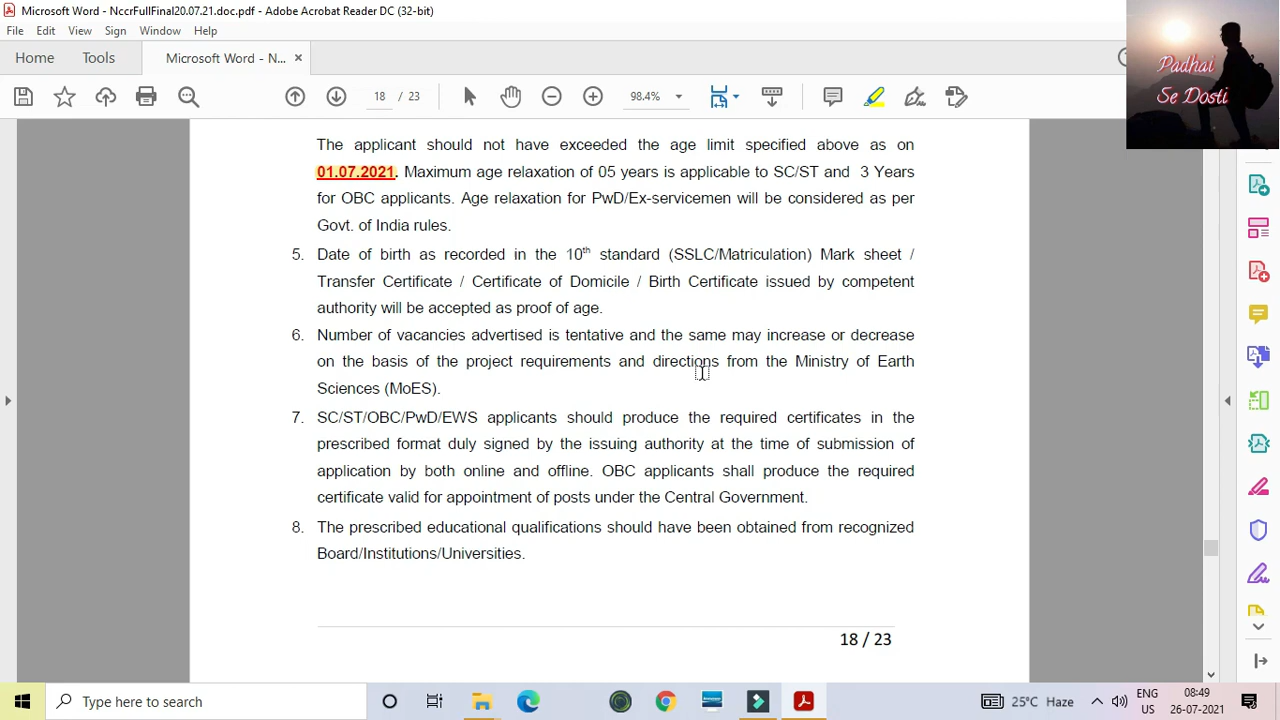 Microsoft Word - NccrFullFinal20.07.21.doc.pdf - Adobe Acrobat Reader DC (32-bit)
File Edit View Sign Window Help
Home Tools Microsoft Word - N... ×
18 / 23 98.4%
Padhai
Se Dosti
The applicant should not have exceeded the age limit specified above as on
01.07.2021. Maximum age relaxation of 05 years is applicable to SC/ST and 3 Years
for OBC applicants. Age relaxation for PwD/Ex-servicemen will be considered as per
Govt. of India rules.
5. Date of birth as recorded in the 10th standard (SSLC/Matriculation) Mark sheet /
Transfer Certificate / Certificate of Domicile / Birth Certificate issued by competent
authority will be accepted as proof of age.
6. Number of vacancies advertised is tentative and the same may increase or decrease
on the basis of the project requirements and directions from the Ministry of Earth
Sciences (MoES).
7. SC/ST/OBC/PwD/EWS applicants should produce the required certificates in the
prescribed format duly signed by the issuing authority at the time of submission of
application by both online and offline. OBC applicants shall produce the required
certificate valid for appointment of posts under the Central Government.
8. The prescribed educational qualifications should have been obtained from recognized
Board/Institutions/Universities.
18 / 23
Type here to search
25°C Haze
ENG
US
08:49
26-07-2021